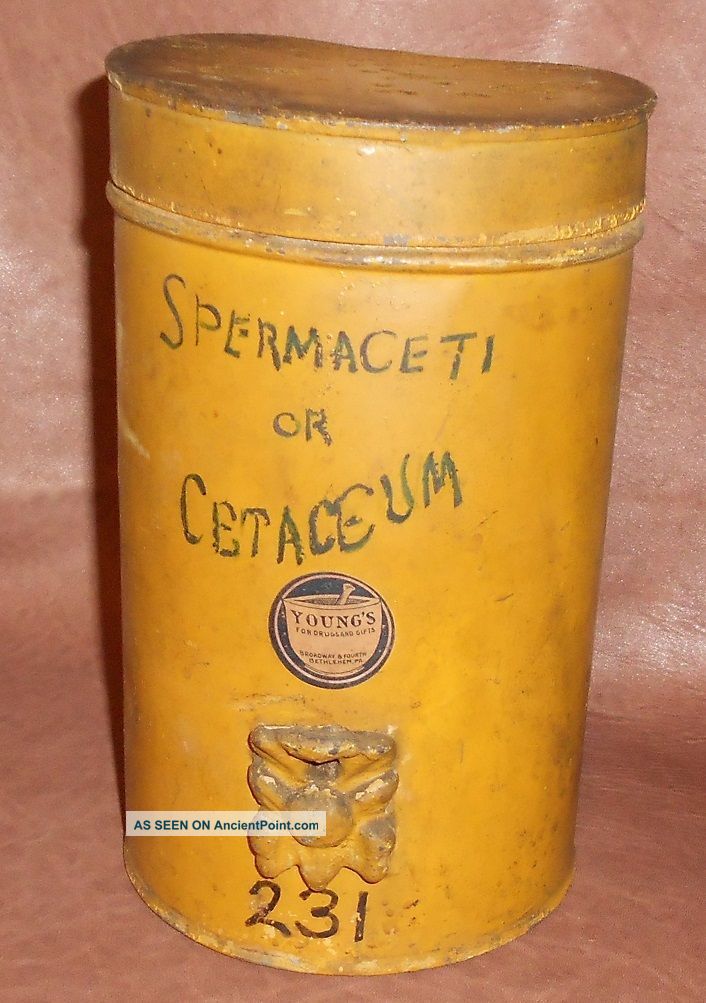 SPERMACETI
OR
CETACEUM
YOUNG'S
FOR DRUGS AND GIFTS
BROADWAY & FOURTH
BETHLEHEM, PA.
AS SEEN ON AncientPoint.com
231